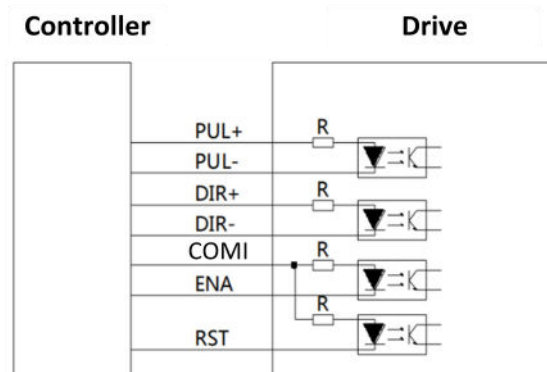 Controller Drive
PUL+ R
PUL-
DIR+ R
DIR-
COMI R
ENA
R
RST